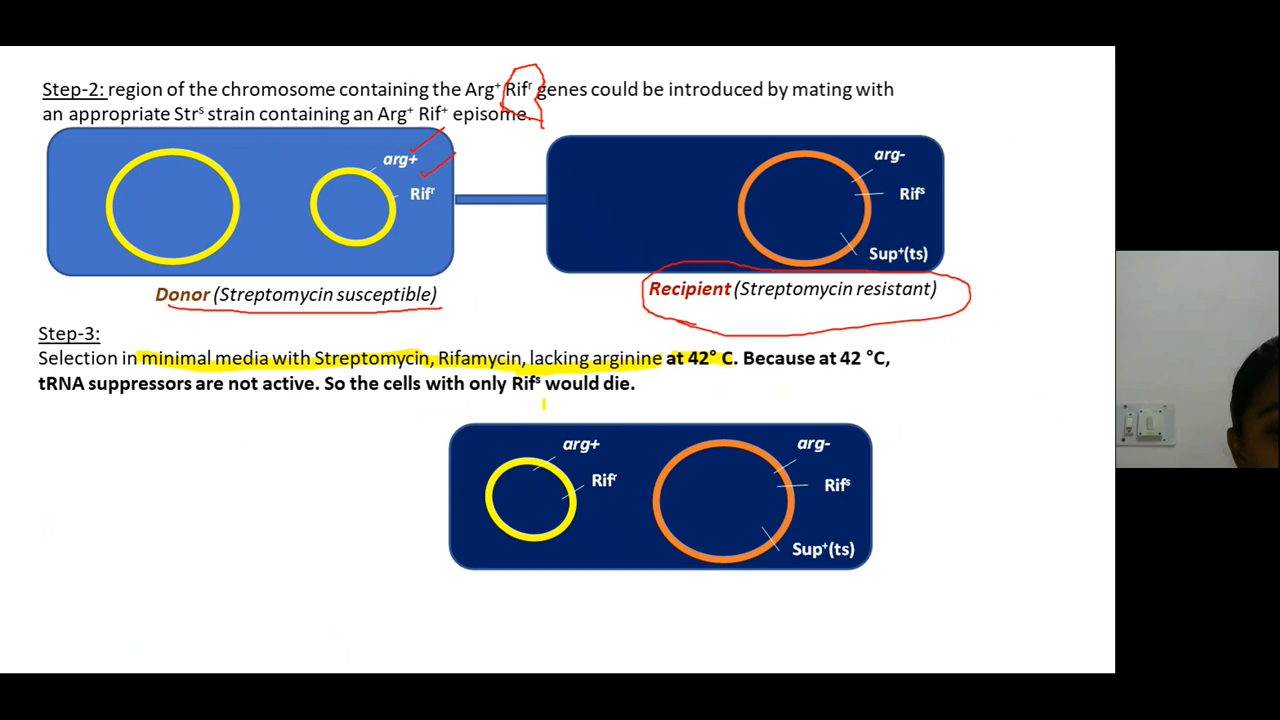 Step-2: region of the chromosome containing the Arg⁺ Rifʳ genes could be introduced by mating with
an appropriate Strˢ strain containing an Arg⁺ Rif⁺ episome.
arg+
Rifʳ
arg-
Rifˢ
Sup⁺(ts)
Donor (Streptomycin susceptible)
Recipient (Streptomycin resistant)
Step-3:
Selection in minimal media with Streptomycin, Rifamycin, lacking arginine at 42° C. Because at 42 °C,
tRNA suppressors are not active. So the cells with only Rifˢ would die.
arg+
Rifʳ
arg-
Rifˢ
Sup⁺(ts)